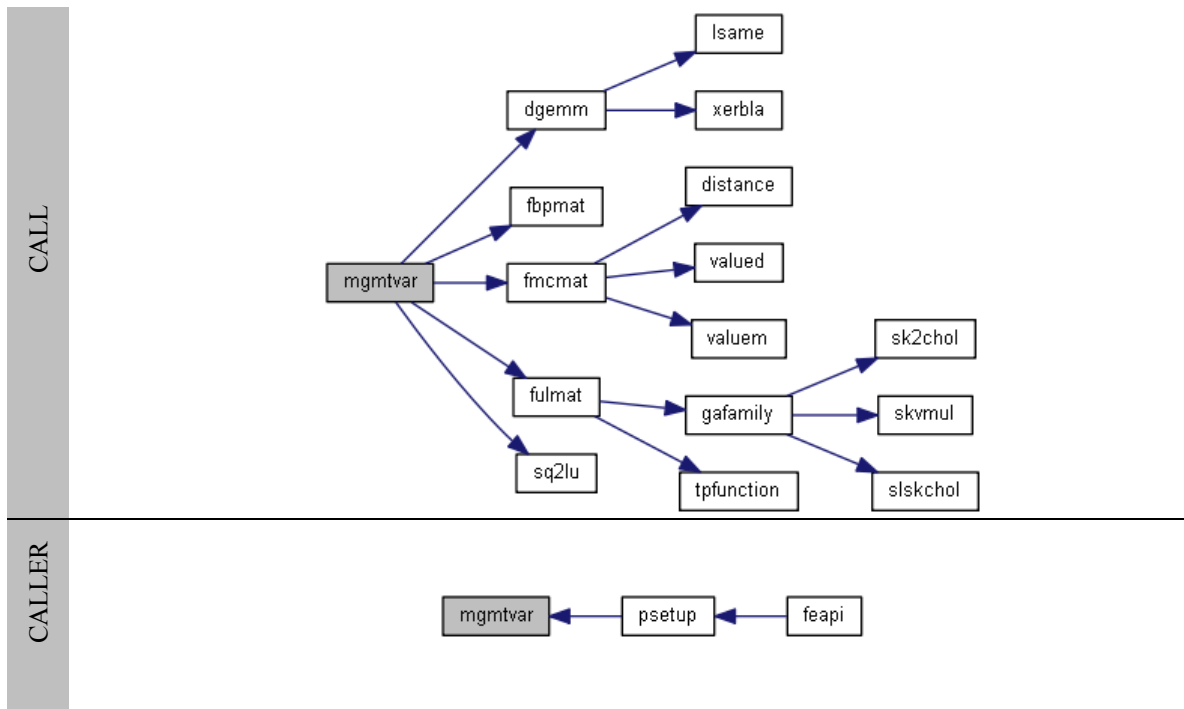 CALL
lsame
dgemm
xerbla
distance
fbpmat
valued
mgmtvar
fmcmat
valuem
sk2chol
fulmat
gafamily
skvmul
sq2lu
tpfunction
slskchol
CALLER
mgmtvar
psetup
feapi